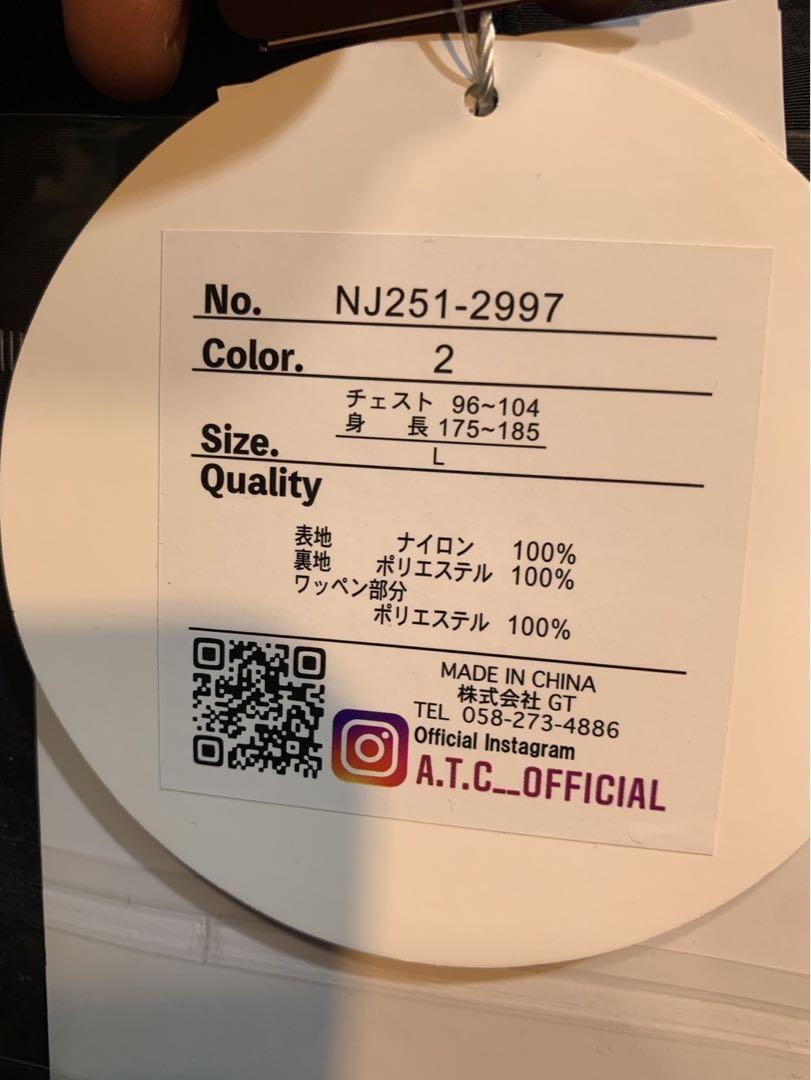 No. NJ251-2997
Color. 2
チェスト 96~104
身 長 175~185
Size. L
Quality
表地 ナイロン 100%
裏地 ポリエステル 100%
ワッペン部分
ポリエステル 100%
MADE IN CHINA
株式会社 GT
TEL 058-273-4886
Official Instagram
A.T.C__OFFICIAL